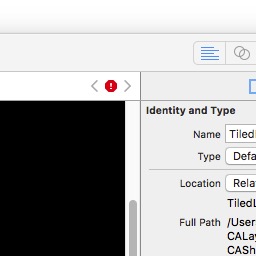 Identity and Type
Name Tiled
Type Defa
Location Rela
TiledL
Full Path /User
CALay
CASh